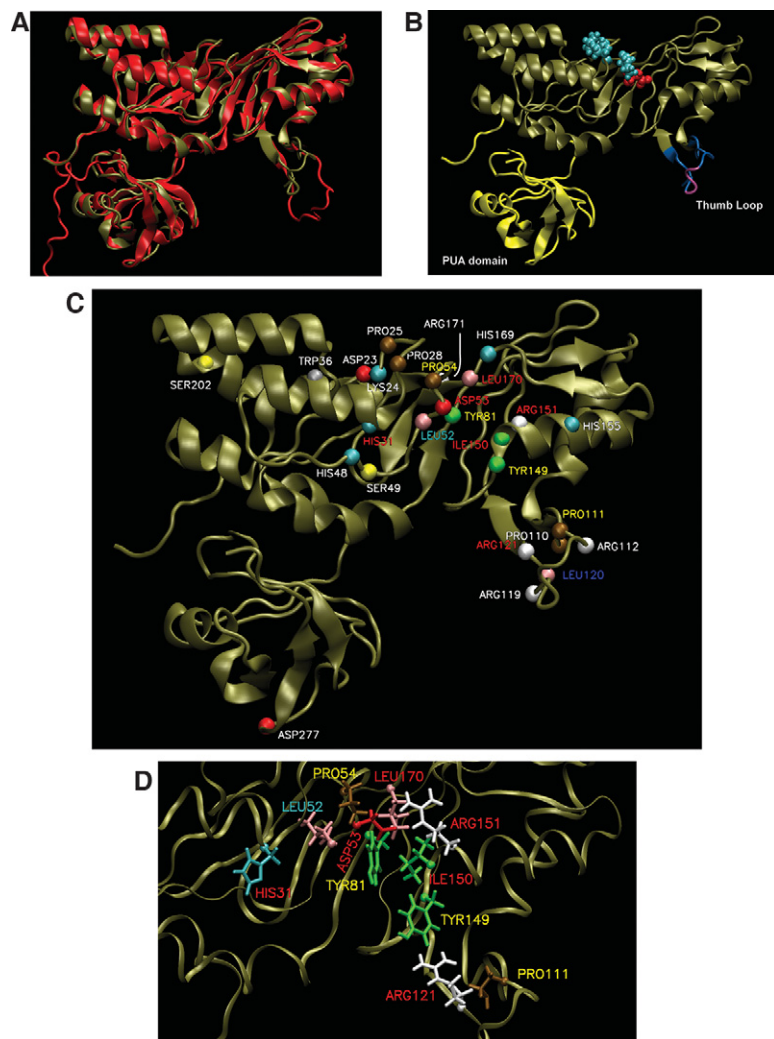 A
B
Thumb Loop
PUA domain
C
PRO25
ARG171
HIS169
TRP36
ASP23
PRO28
PRO54
SER202
LYS24
LEU170
ASP53
TYR81
ARG151
LEU52
HIS31
ILE150
HIS165
HIS48
SER49
TYR149
PRO111
PRO110
ARG121
ARG112
LEU120
ARG119
ASP277
D
PRO54
LEU170
LEU52
ARG151
ASP53
HIS31
TYR81
ILE150
TYR149
PRO111
ARG121